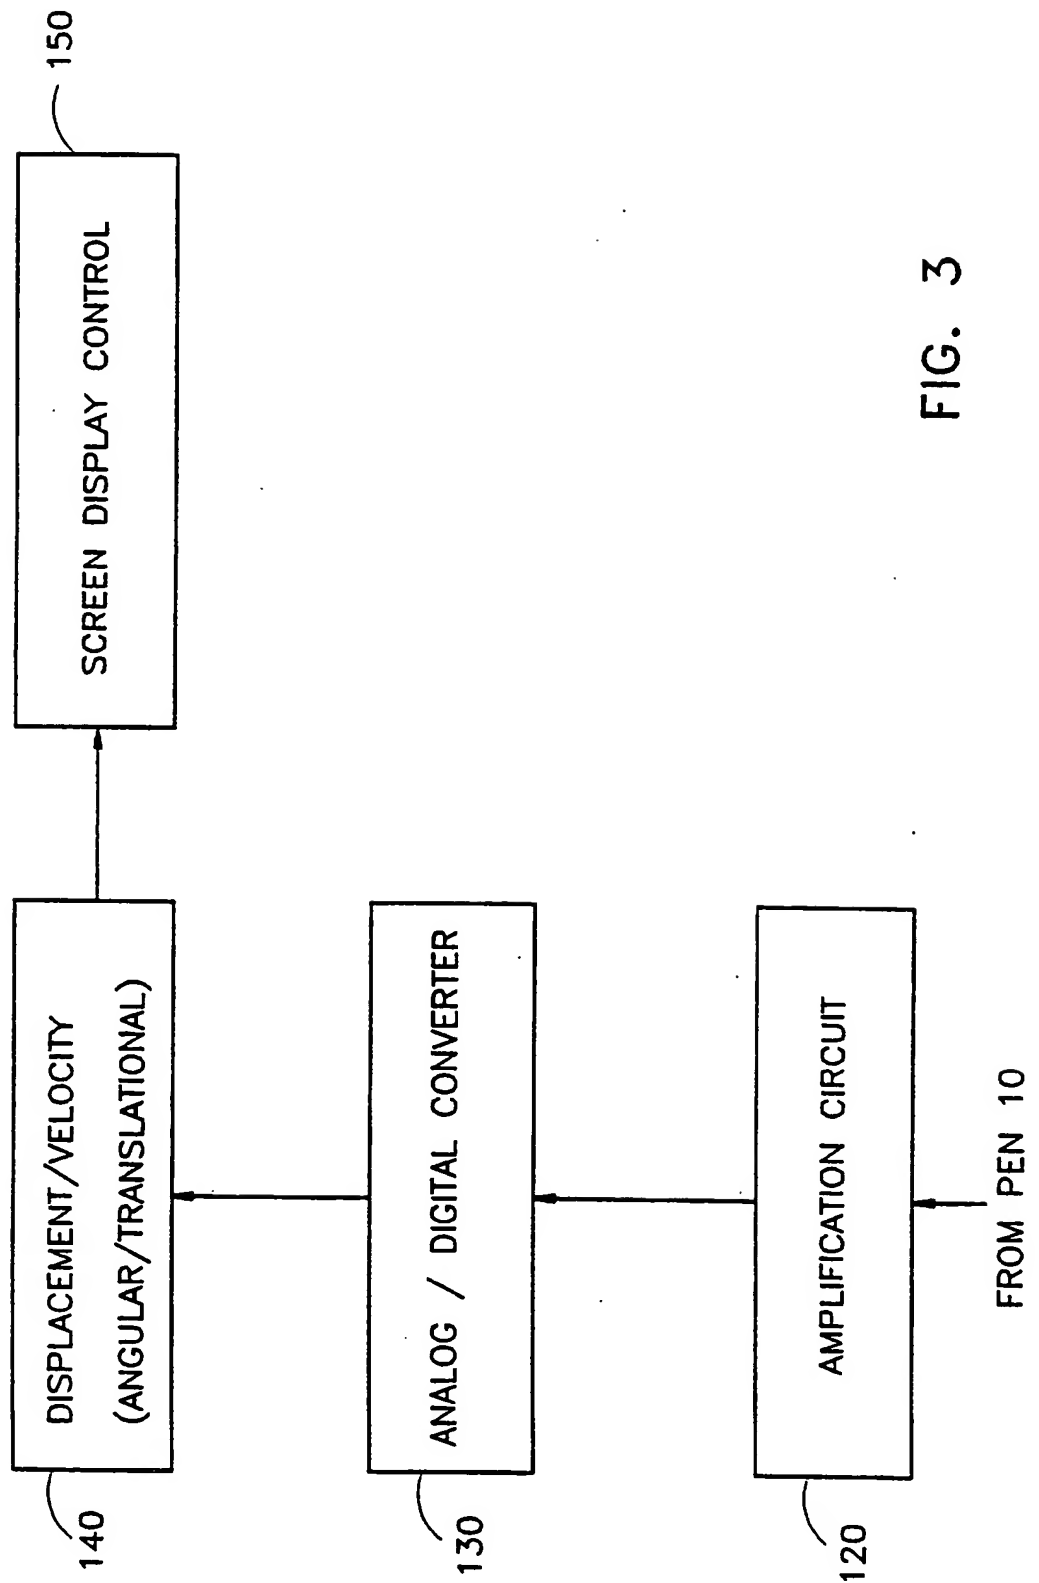 140
DISPLACEMENT/VELOCITY
(ANGULAR/TRANSLATIONAL)
SCREEN DISPLAY CONTROL
150
130
ANALOG / DIGITAL CONVERTER
120
AMPLIFICATION CIRCUIT
FROM PEN 10
FIG. 3